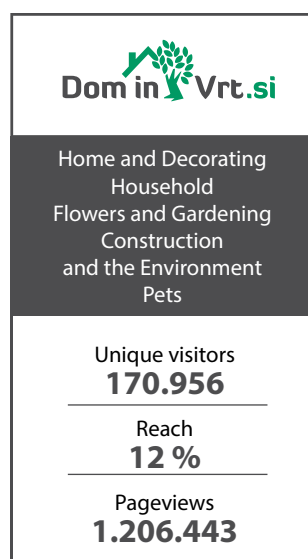 Dom in Vrt.si
Home and Decorating
Household
Flowers and Gardening
Construction
and the Environment
Pets
Unique visitors
170.956
Reach
12 %
Pageviews
1.206.443